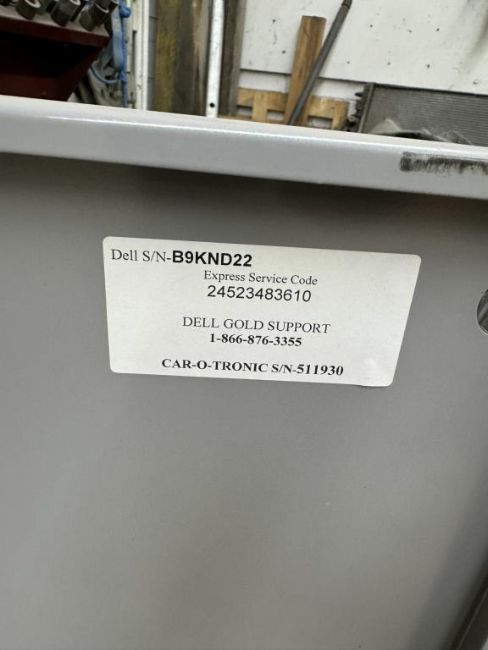 Dell S/N-B9KND22
Express Service Code
24523483610
DELL GOLD SUPPORT
1-866-876-3355
CAR-O-TRONIC S/N-511930